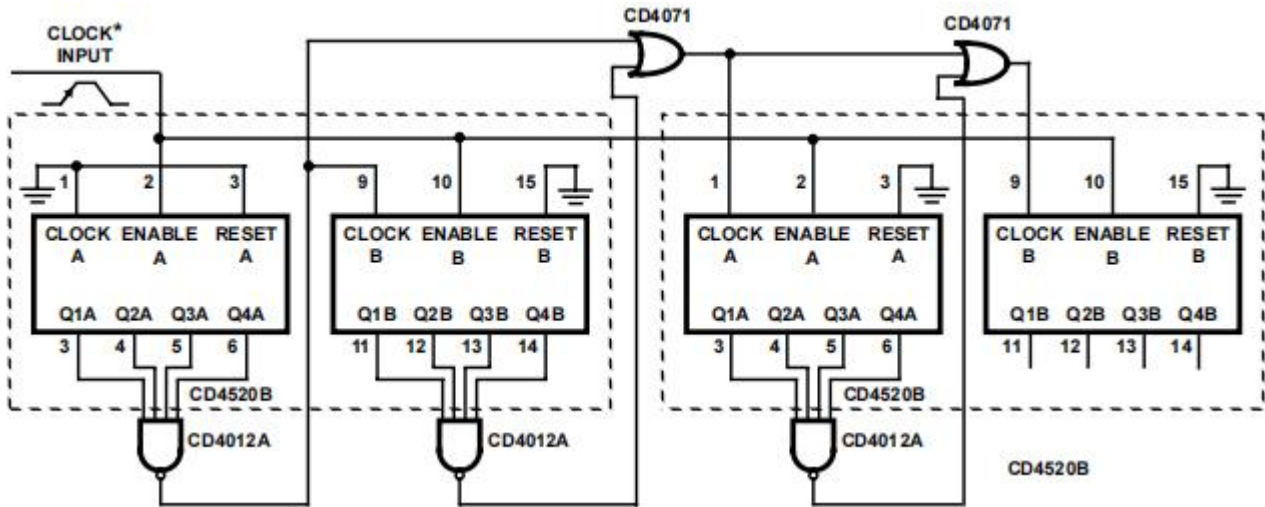 CD4071
CD4071
CLOCK*
INPUT
1 2 3 9 10 15 1 2 3 9 10 15
CLOCK ENABLE RESET CLOCK ENABLE RESET CLOCK ENABLE RESET CLOCK ENABLE RESET
A A A B B B A A A B B B
Q1A Q2A Q3A Q4A Q1B Q2B Q3B Q4B Q1A Q2A Q3A Q4A Q1B Q2B Q3B Q4B
3 4 5 6 11 12 13 14 3 4 5 6 11 12 13 14
CD4520B CD4520B
CD4012A CD4012A CD4012A
CD4520B